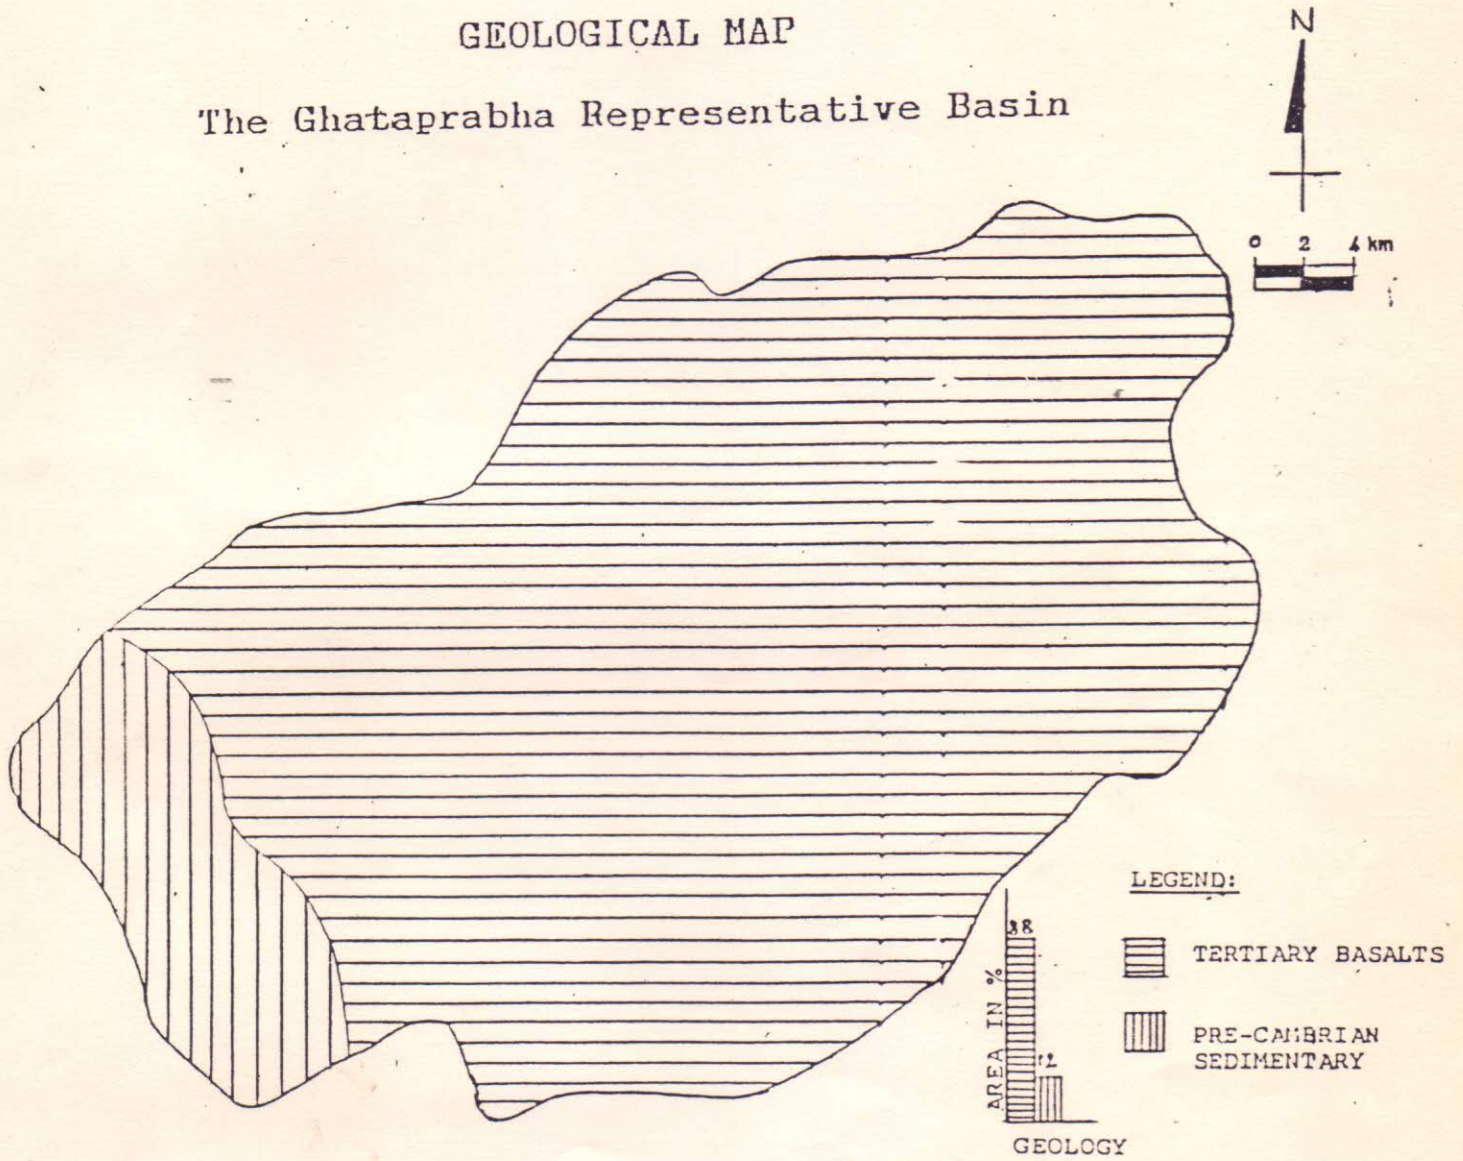 GEOLOGICAL MAP
The Ghataprabha Representative Basin
N
0 2 4 km
LEGEND:
TERTIARY BASALTS
PRE-CAMBRIAN
SEDIMENTARY
88
12
AREA IN %
GEOLOGY